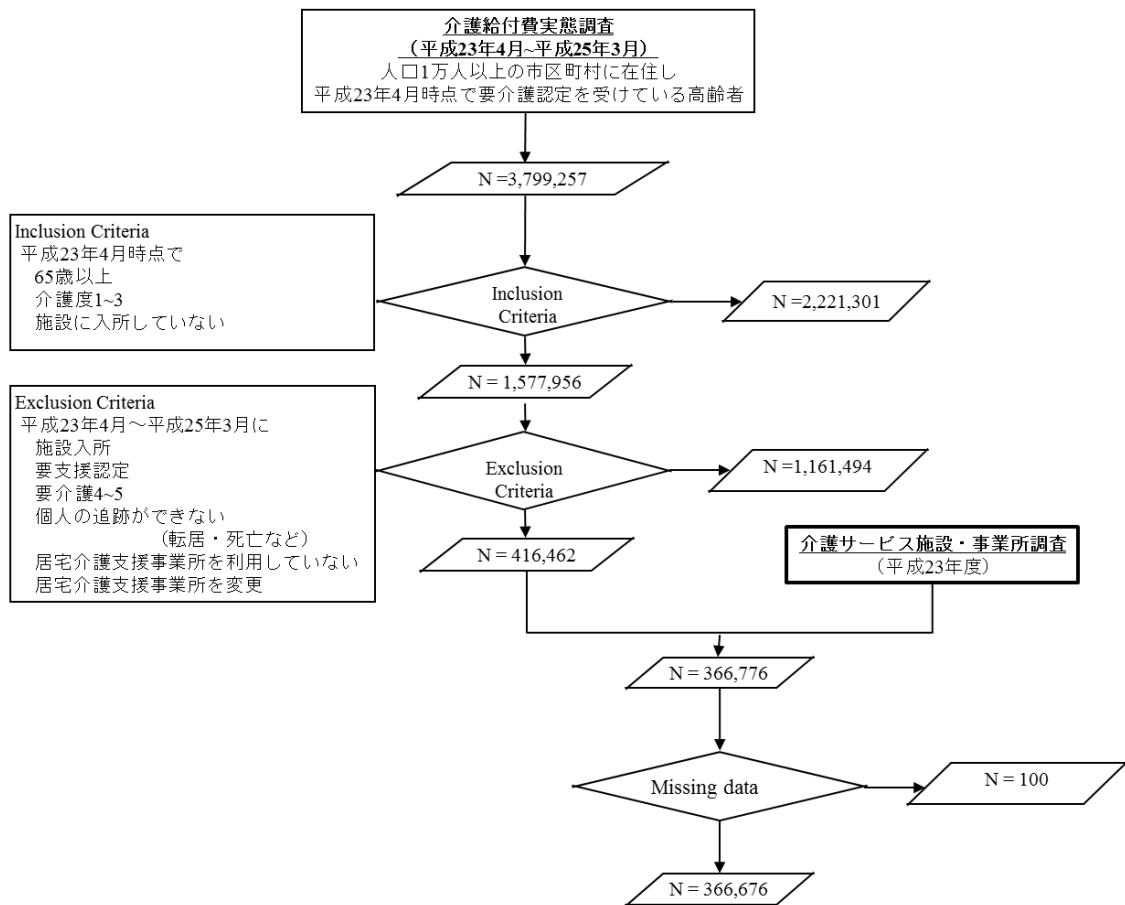 介護給付費実態調査
（平成23年4月~平成25年3月）
人口1万人以上の市区町村に在住し
平成23年4月時点で要介護認定を受けている高齢者
N =3,799,257
Inclusion Criteria
平成23年4月時点で
65歳以上
介護度1~3
施設に入所していない
Inclusion
Criteria
N =2,221,301
N = 1,577,956
Exclusion Criteria
平成23年4月～平成25年3月に
施設入所
要支援認定
要介護4~5
個人の追跡ができない
（転居・死亡など）
居宅介護支援事業所を利用していない
居宅介護支援事業所を変更
Exclusion
Criteria
N =1,161,494
N = 416,462
介護サービス施設・事業所調査
（平成23年度）
N = 366,776
Missing data
N = 100
N = 366,676